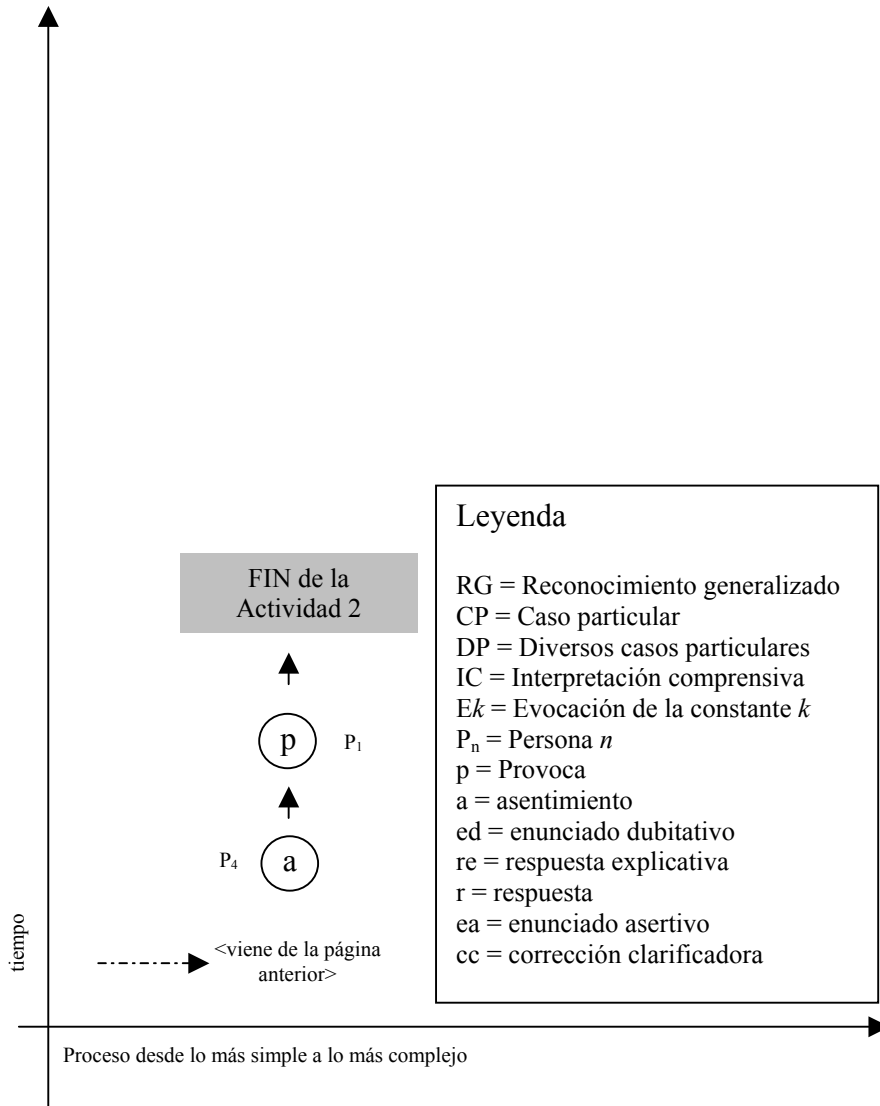 FIN de la
Actividad 2
p
P1
P4
a
<viene de la página
anterior>
tiempo
Leyenda
RG = Reconocimiento generalizado
CP = Caso particular
DP = Diversos casos particulares
IC = Interpretación comprensiva
Ek = Evocación de la constante k
Pn = Persona n
p = Provoca
a = asentimiento
ed = enunciado dubitativo
re = respuesta explicativa
r = respuesta
ea = enunciado asertivo
cc = corrección clarificadora
Proceso desde lo más simple a lo más complejo